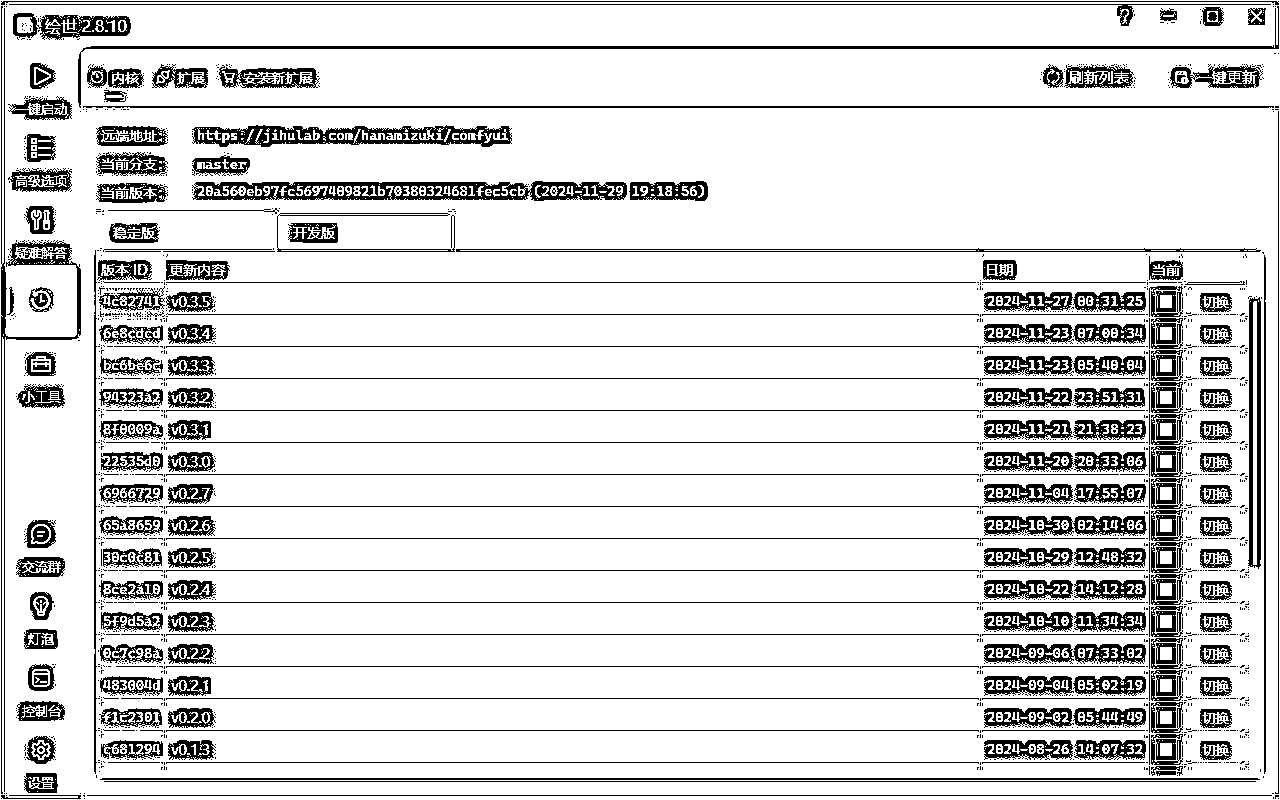 绘世 2.8.10
内核 扩展 安装新扩展 刷新列表 一键更新
一键启动
高级选项
疑难解答
小工具
交流群
灯泡
控制台
设置
远端地址: https://jihulab.com/hanamizuki/comfyui
当前分支: master
当前版本: 20a560eb97fc5697409821b70380324681fec5cb (2024-11-29 19:18:56)
稳定版 开发版
版本 ID 更新内容 日期 当前
4c82741 v0.3.5 2024-11-27 00:31:25 切换
6e8cdcd v0.3.4 2024-11-23 07:00:34 切换
bc6be6c v0.3.3 2024-11-23 05:40:04 切换
94323a2 v0.3.2 2024-11-22 23:51:31 切换
8f0009a v0.3.1 2024-11-21 21:38:23 切换
22535d0 v0.3.0 2024-11-20 20:33:06 切换
6966729 v0.2.7 2024-11-04 17:55:07 切换
65a8659 v0.2.6 2024-10-30 02:14:06 切换
30c0c81 v0.2.5 2024-10-29 12:48:32 切换
8ce2a10 v0.2.4 2024-10-22 14:12:28 切换
5f9d5a2 v0.2.3 2024-10-10 11:34:34 切换
0c7c98a v0.2.2 2024-09-06 07:33:02 切换
483004d v0.2.1 2024-09-04 05:02:19 切换
f1c2301 v0.2.0 2024-09-02 05:44:49 切换
c681294 v0.1.3 2024-08-26 14:07:32 切换